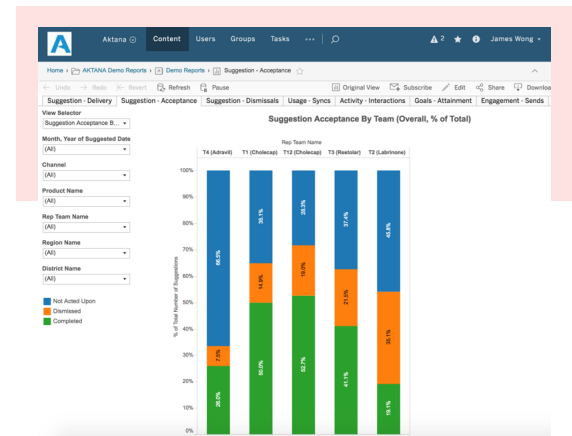 Aktana Content Users Groups Tasks 2 James Wong
Home › AKTANA Demo Reports › Demo Reports › Suggestion - Acceptance
← Undo → Redo ← Revert Refresh Pause Original View Subscribe Edit Share Downloa
Suggestion - Delivery Suggestion - Acceptance Suggestion - Dismissals Usage - Syncs Activity - Interactions Goals - Attainment Engagement - Sends
View Selector
Suggestion Acceptance B...
Month, Year of Suggested Date
(All)
Channel
(All)
Product Name
(All)
Rep Team Name
(All)
Region Name
(All)
District Name
(All)
Not Acted Upon
Dismissed
Completed
Suggestion Acceptance By Team (Overall, % of Total)
Rep Team Name
T4 (Adravil) T1 (Cholecap) T12 (Cholecap) T3 (Restolar) T2 (Labrinone)
% of Total Number of Suggestions
100%
90%
80%
70%
60%
50%
40%
30%
20%
10%
0%
66.5%
7.5%
26.0%
35.1%
14.9%
50.0%
28.3%
19.0%
52.7%
37.4%
21.5%
41.1%
45.8%
35.1%
19.1%